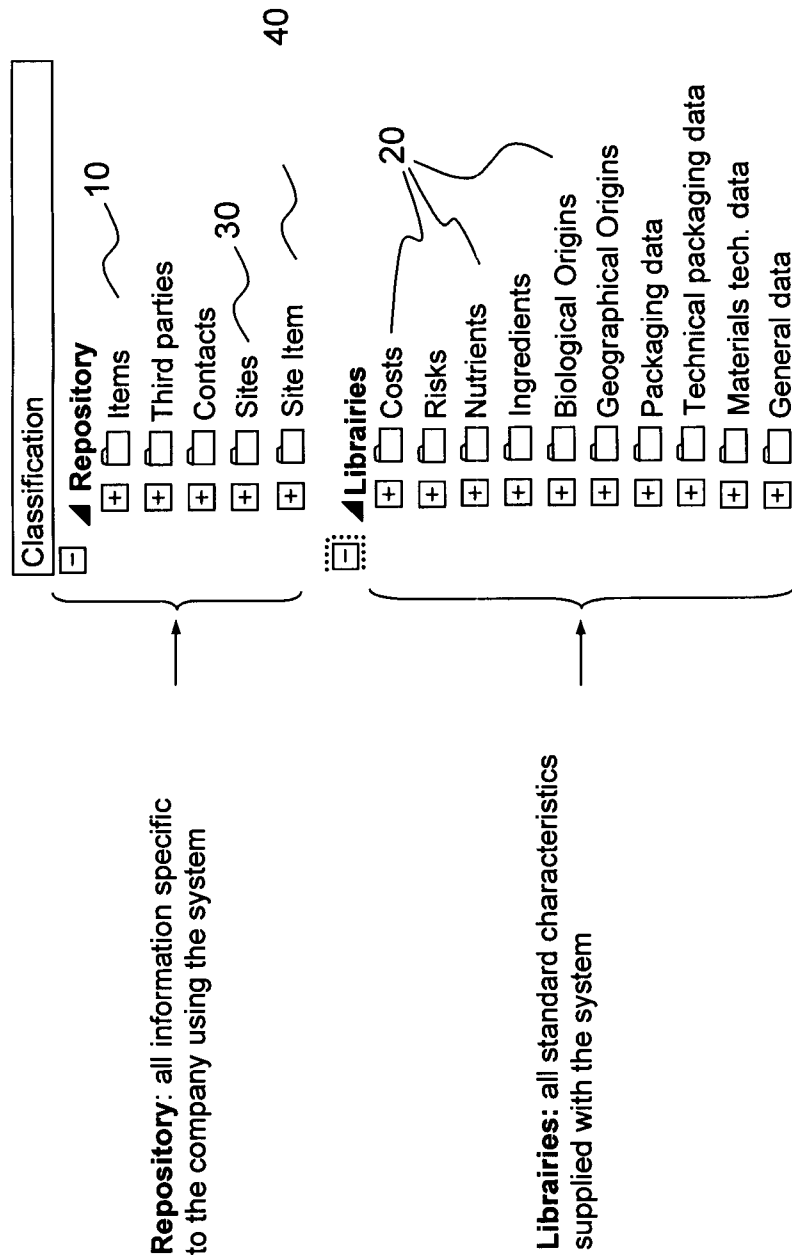 Classification
Repository
Items
10
Third parties
Contacts
Sites
30
Site Item
40
Librairies
Costs
20
Risks
Nutrients
Ingredients
Biological Origins
Geographical Origins
Packaging data
Technical packaging data
Materials tech. data
General data
Repository: all information specific
to the company using the system
Librairies: all standard characteristics
supplied with the system